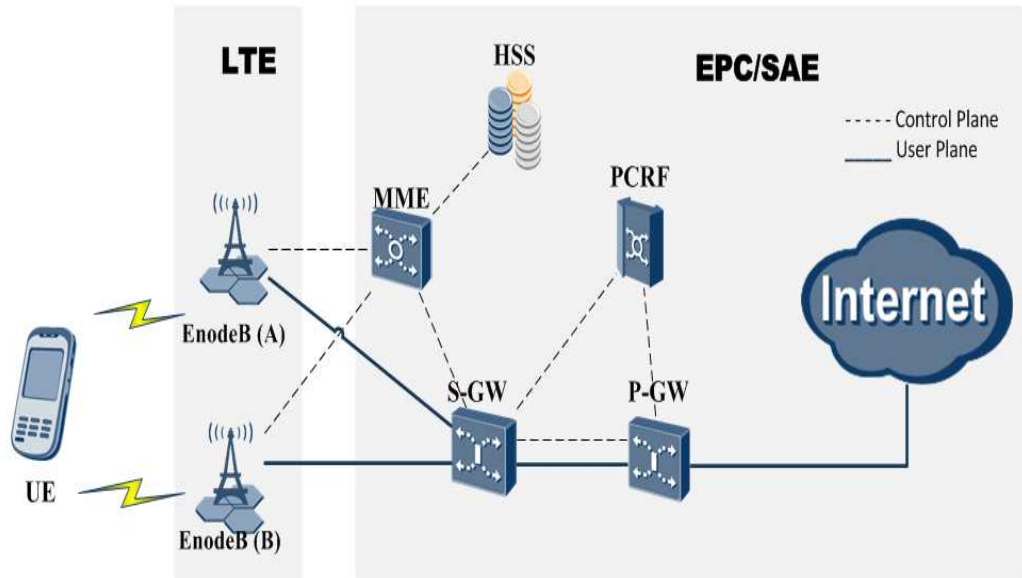 LTE
EPC/SAE
HSS
Control Plane
User Plane
MME
PCRF
Internet
EnodeB (A)
S-GW
P-GW
UE
EnodeB (B)